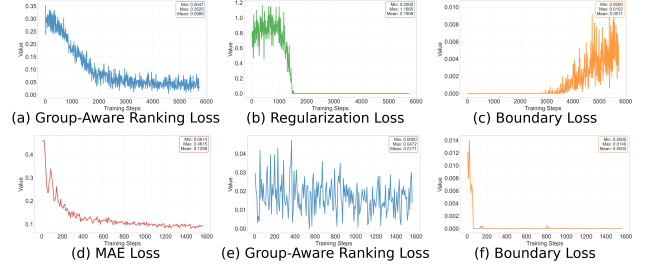 0.35
0.30
0.25
0.20
0.15
0.10
0.05
0.00
Value
Min: 0.0047
Max: 0.3525
Mean: 0.0989
0 1000 2000 3000 4000 5000 6000
Training Steps
(a) Group-Aware Ranking Loss
1.2
1.0
0.8
0.6
0.4
0.2
0.0
Value
Min: 0.0000
Mean: 0.1968
0 1000 2000 3000 4000 5000 6000
Training Steps
(b) Regularization Loss
0.010
0.008
0.006
0.004
0.002
0.000
Value
Min: 0.0000
Max: 0.0102
Mean: 0.0011
0 1000 2000 3000 4000 5000 6000
Training Steps
(c) Boundary Loss
0.4
0.3
0.2
0.1
Value
Min: 0.0814
Max: 0.4615
Mean: 0.1298
0 200 400 600 800 1000 1200 1400 1600
Training Steps
(d) MAE Loss
0.04
0.03
0.02
0.01
0.00
Value
Min: 0.0000
Max: 0.0472
Mean: 0.0171
0 200 400 600 800 1000 1200 1400 1600
Training Steps
(e) Group-Aware Ranking Loss
0.014
0.012
0.010
0.008
0.006
0.004
0.002
0.000
Value
Min: 0.0000
Max: 0.0140
Mean: 0.0003
0 200 400 600 800 1000 1200 1400 1600
Training Steps
(f) Boundary Loss